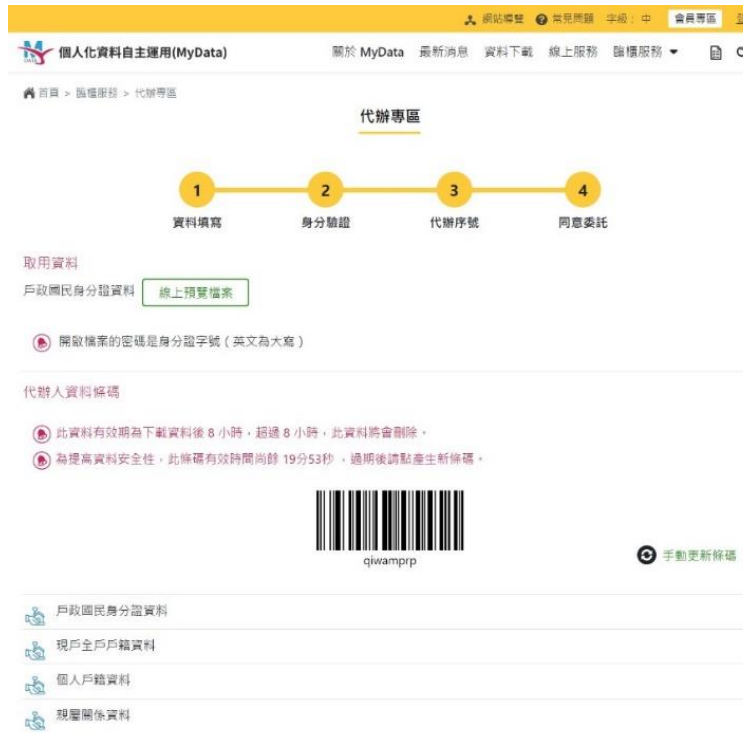 網站導覽 常見問題 字級：中 會員專區
個人化資料自主運用(MyData) 關於 MyData 最新消息 資料下載 線上服務 臨櫃服務
首頁 > 臨櫃服務 > 代辦專區
代辦專區
1 2 3 4
資料填寫 身分驗證 代辦序號 同意委託
取用資料
戶政國民身分證資料 線上預覽檔案
開啟檔案的密碼是身分證字號（英文為大寫）
代辦人資料條碼
此資料有效期為下載資料後 8 小時，超過 8 小時，此資料將會刪除。
為提高資料安全性，此條碼有效時間尚餘 19分53秒 ，過期後請點產生新條碼。
qiwamprp
手動更新條碼
戶政國民身分證資料
現戶全戶戶籍資料
個人戶籍資料
親屬關係資料